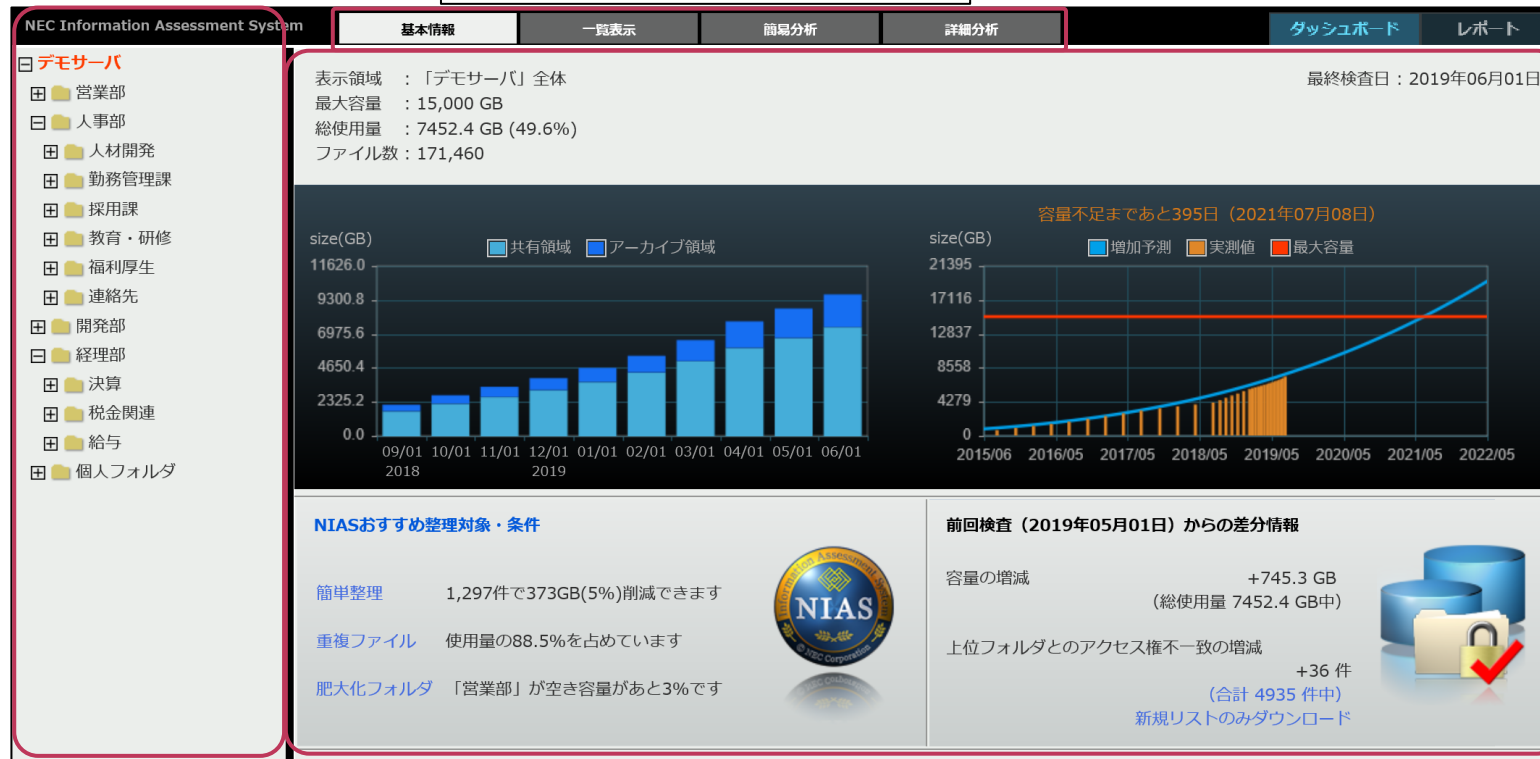 NEC Information Assessment System
基本情報
一覧表示
簡易分析
詳細分析
ダッシュボード
レポート
デモサーバ
営業部
人事部
人材開発
勤務管理課
採用課
教育・研修
福利厚生
連絡先
開発部
経理部
決算
税金関連
給与
個人フォルダ
表示領域 : 「デモサーバ」全体
最終検査日 : 2019年06月01日
最大容量 : 15,000 GB
総使用量 : 7452.4 GB (49.6%)
ファイル数 : 171,460
size(GB)
共有領域 アーカイブ領域
11626.0
9300.8
6975.6
4650.4
2325.2
0.0
09/01 10/01 11/01 12/01 01/01 02/01 03/01 04/01 05/01 06/01
2018 2019
容量不足まであと395日（2021年07月08日）
size(GB)
増加予測 実測値 最大容量
21395
17116
12837
8558
4279
0
2015/06 2016/05 2017/05 2018/05 2019/05 2020/05 2021/05 2022/05
NIASおすすめ整理対象・条件
簡単整理 1,297件で373GB(5%)削減できます
重複ファイル 使用量の88.5%を占めています
肥大化フォルダ 「営業部」が空き容量があと3%です
Information Assessment System
NIAS
© NEC Corporation
前回検査（2019年05月01日）からの差分情報
容量の増減 +745.3 GB
（総使用量 7452.4 GB中）
上位フォルダとのアクセス権不一致の増減
+36 件
（合計 4935 件中）
新規リストのみダウンロード